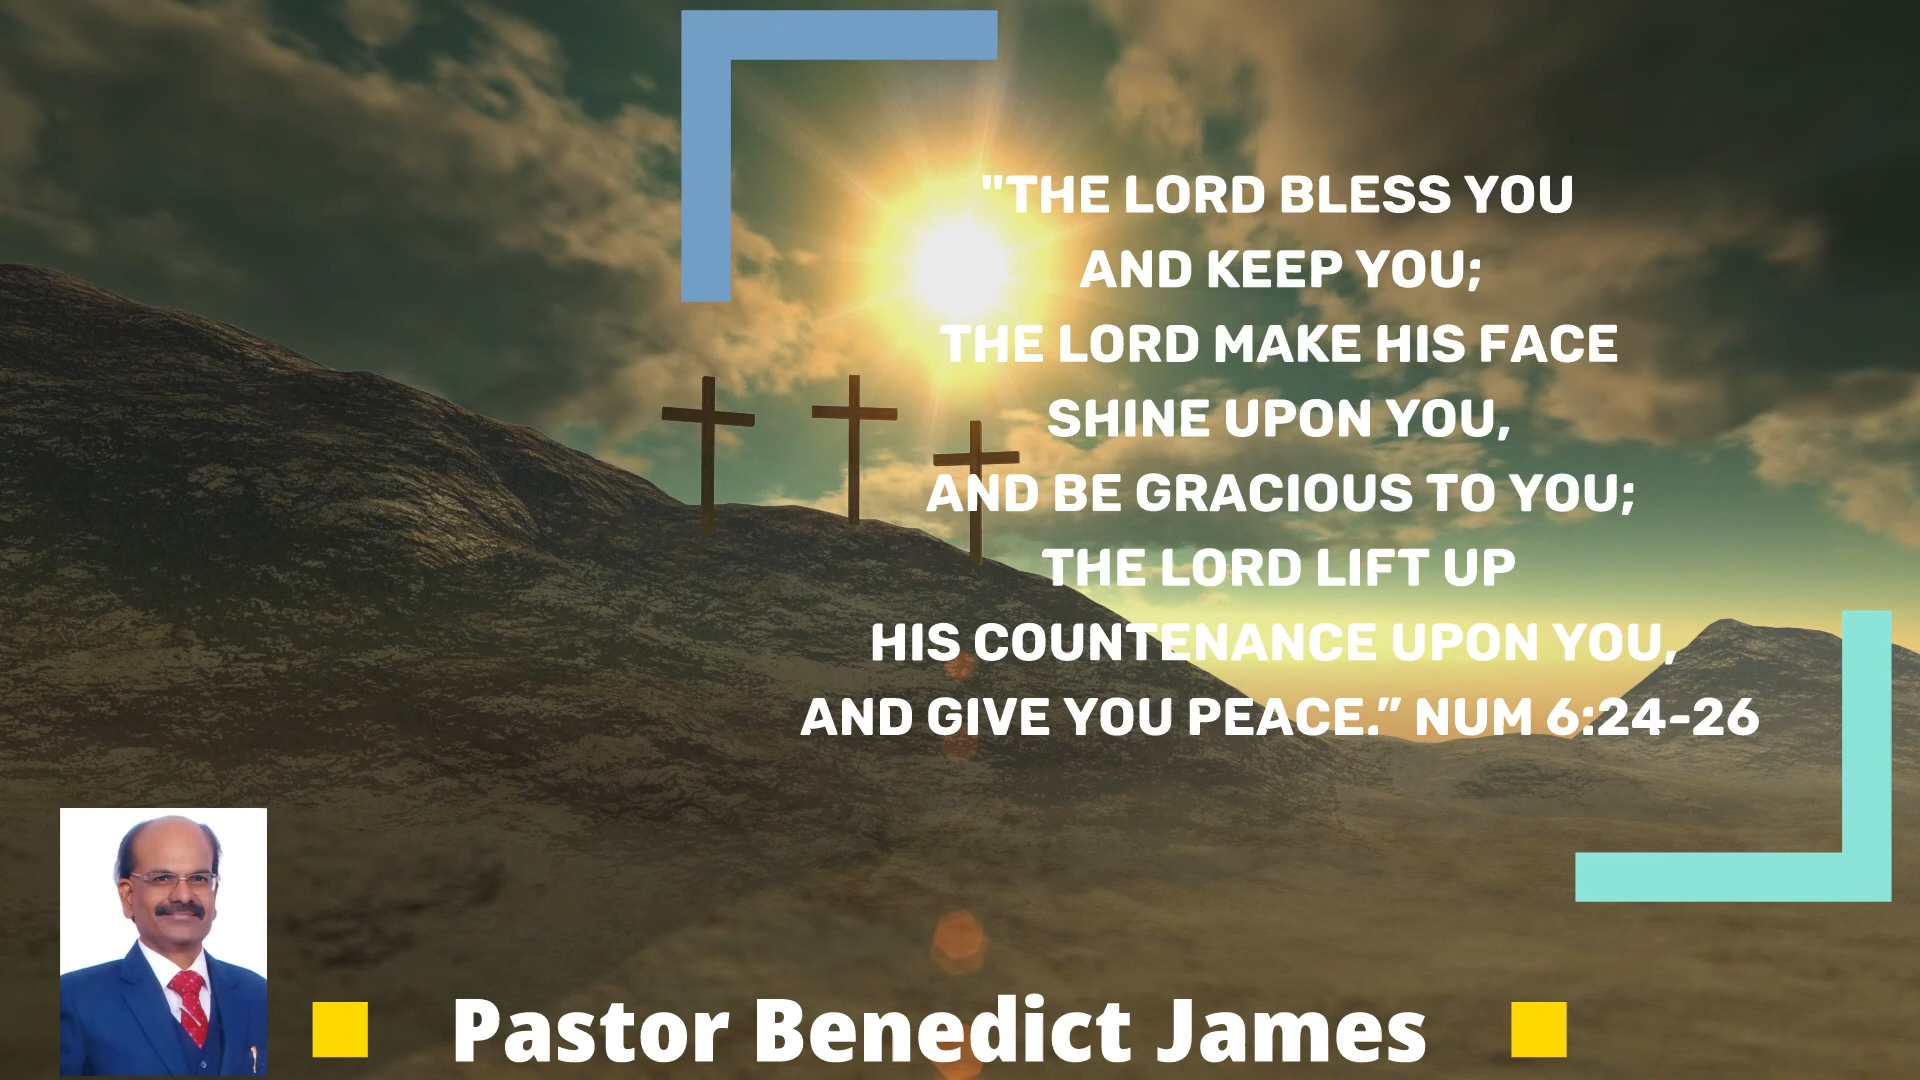 "THE LORD BLESS YOU
AND KEEP YOU;
THE LORD MAKE HIS FACE
SHINE UPON YOU,
AND BE GRACIOUS TO YOU;
THE LORD LIFT UP
HIS COUNTENANCE UPON YOU,
AND GIVE YOU PEACE.” NUM 6:24-26
Pastor Benedict James